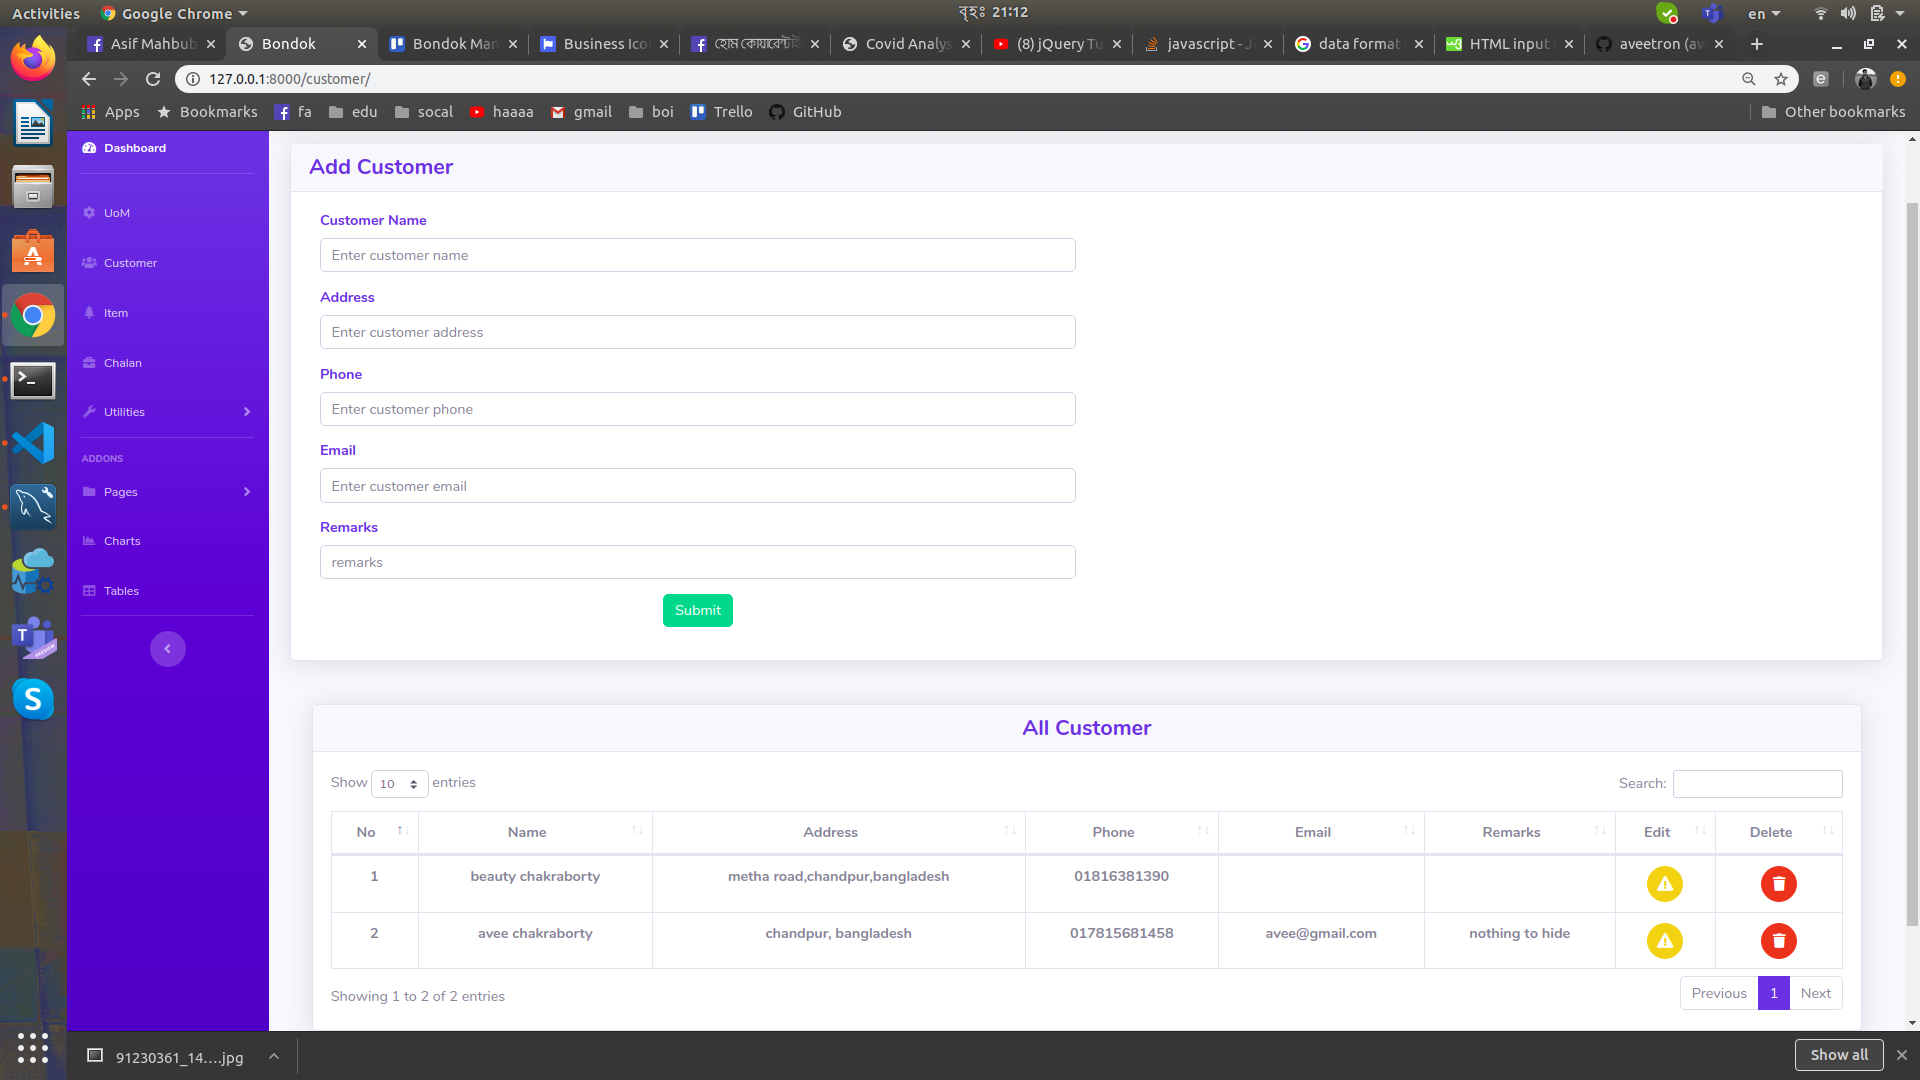 Activities Google Chrome বৃহঃ 21:12 en
Asif Mahbub Bondok Bondok Man Business Ico হোম কোয়ারেন্টাই Covid Analys (8) jQuery Tu javascript - J data format HTML input aveetron (av
127.0.0.1:8000/customer/
Apps Bookmarks fa edu socal haaaa gmail boi Trello GitHub Other bookmarks
Dashboard
UoM
Customer
Item
Chalan
Utilities
ADDONS
Pages
Charts
Tables
Add Customer
Customer Name
Enter customer name
Address
Enter customer address
Phone
Enter customer phone
Email
Enter customer email
Remarks
remarks
Submit
All Customer
Show 10 entries Search:
No Name Address Phone Email Remarks Edit Delete
1 beauty chakraborty metha road,chandpur,bangladesh 01816381390
2 avee chakraborty chandpur, bangladesh 017815681458 avee@gmail.com nothing to hide
Showing 1 to 2 of 2 entries Previous 1 Next
91230361_14....jpg Show all